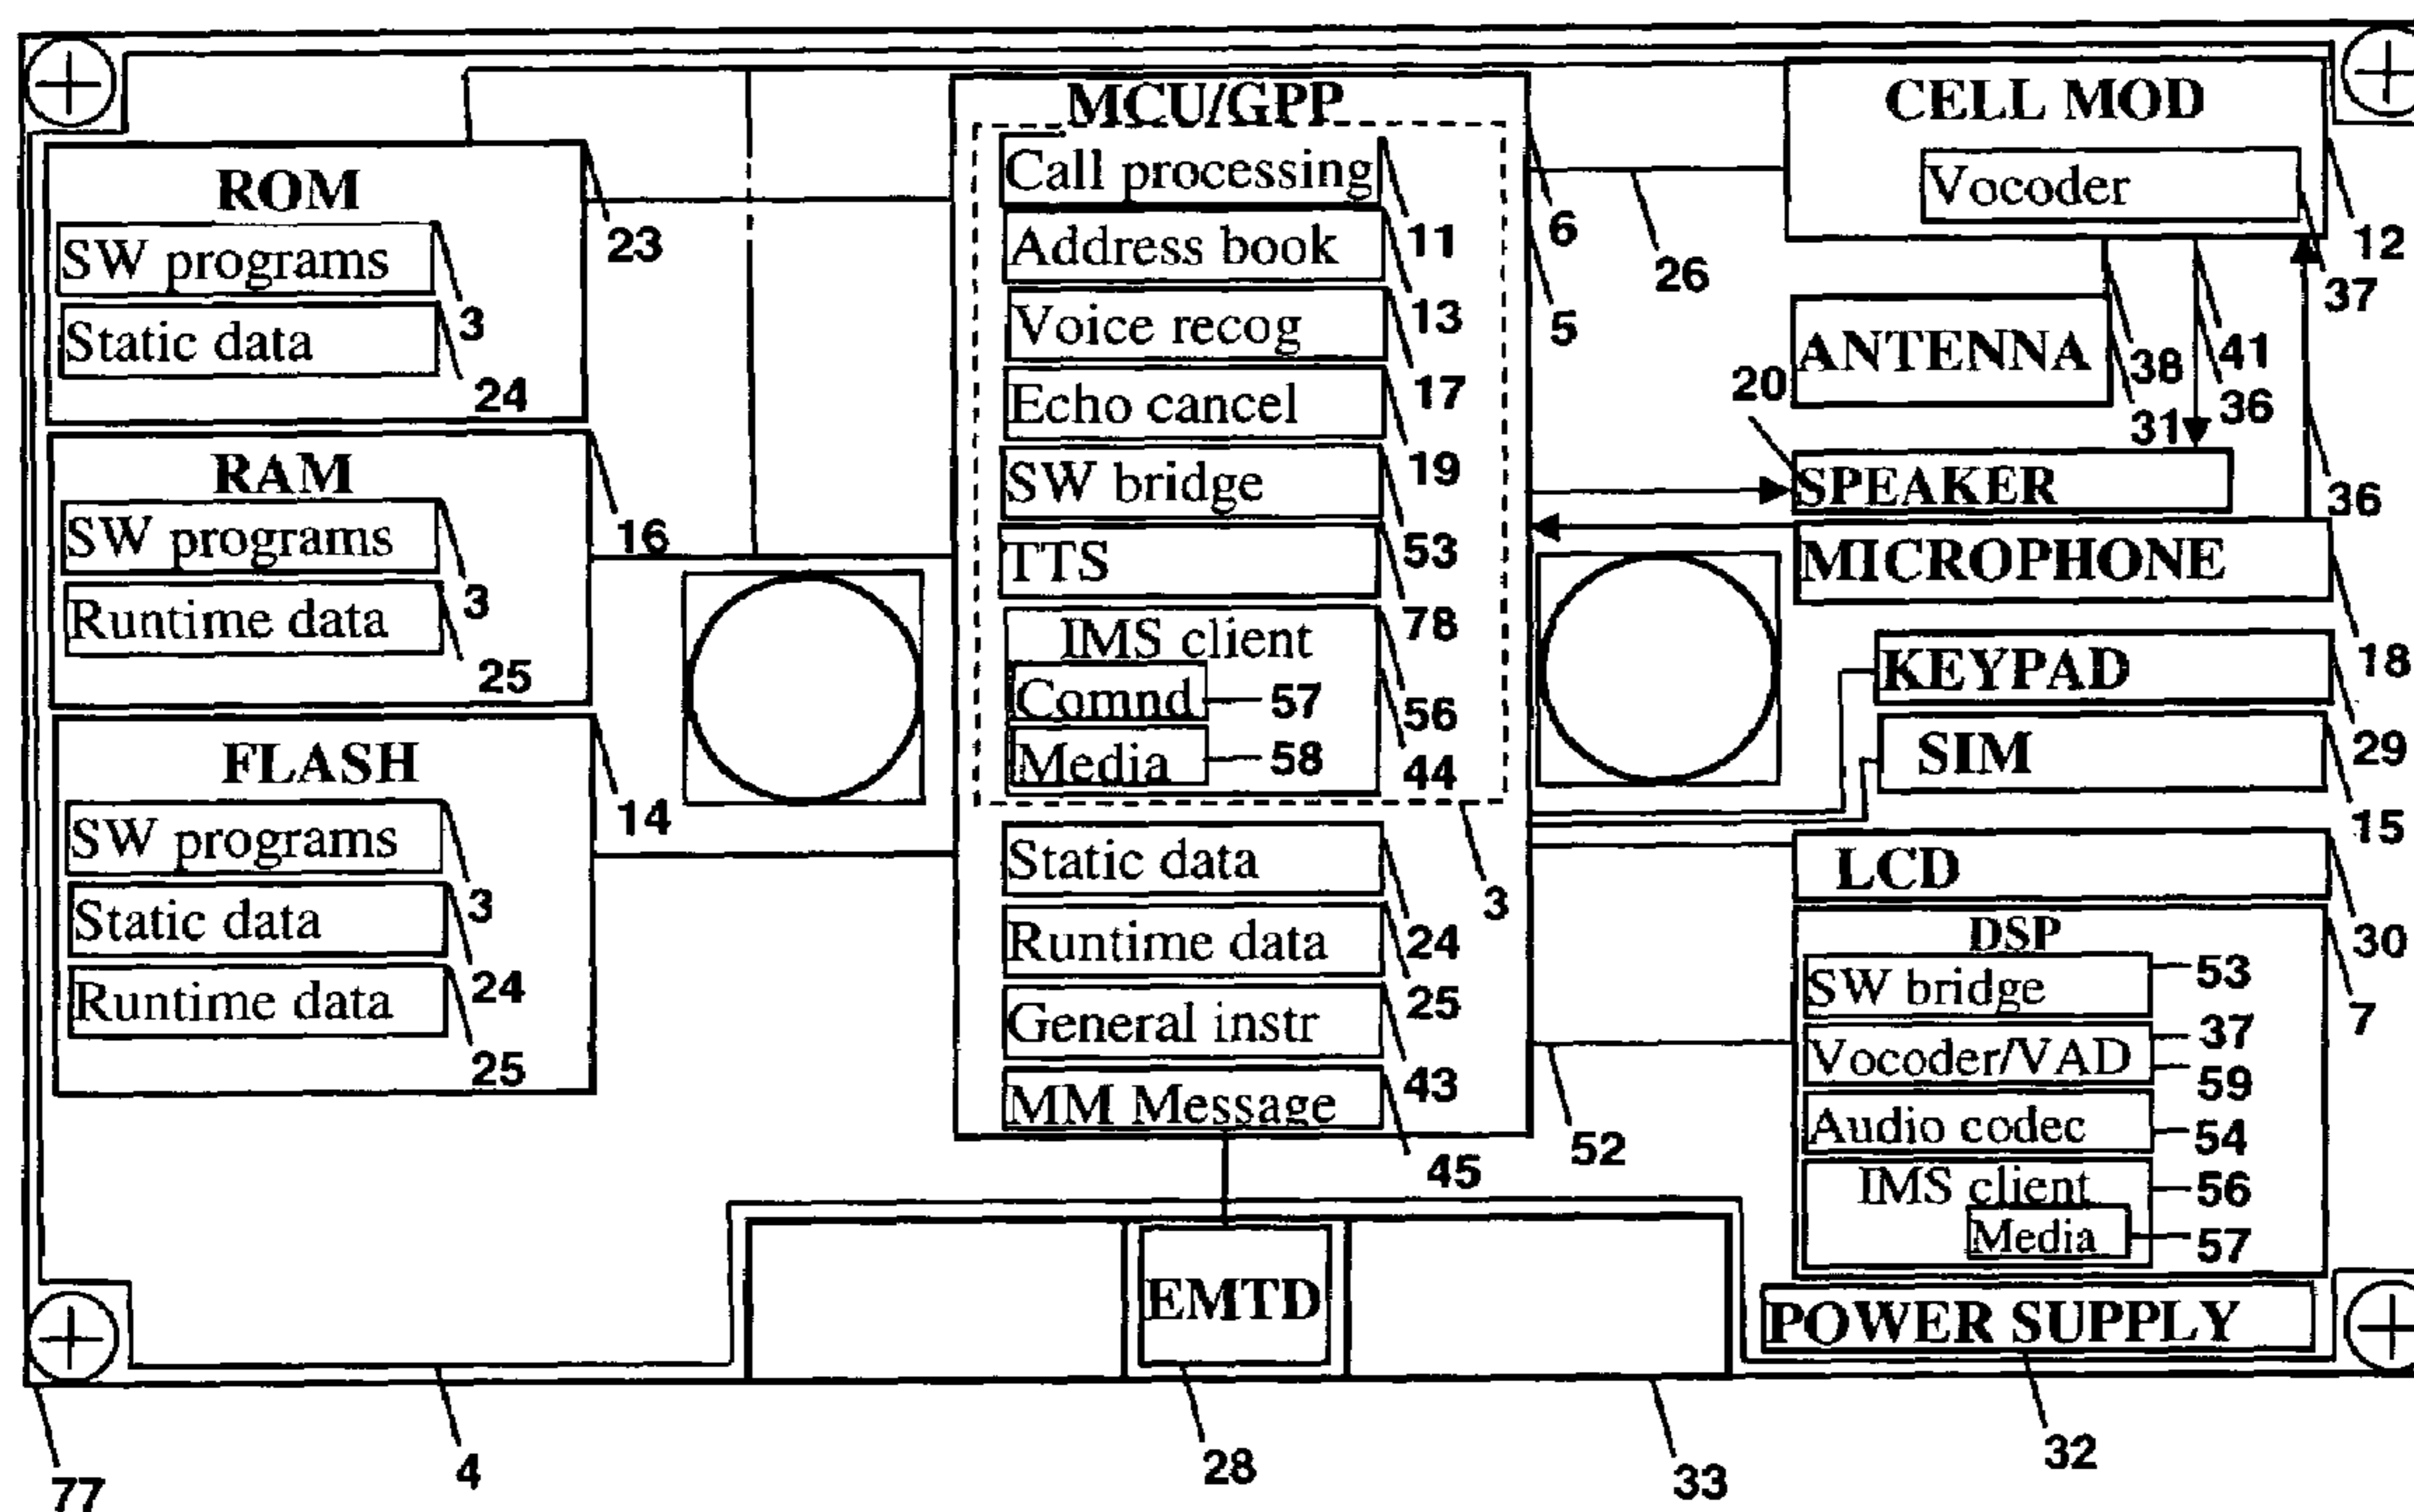 ROM
SW programs
3
Static data
24
23
RAM
SW programs
3
Runtime data
25
16
FLASH
SW programs
3
Static data
24
Runtime data
25
14
MCU/GPP
Call processing
11
Address book
13
Voice recog
17
Echo cancel
19
SW bridge
53
TTS
78
IMS client
56
44
Comnd
57
Media
58
3
Static data
24
Runtime data
25
General instr
43
MM Message
45
6
5
26
CELL MOD
Vocoder
12
37
ANTENNA
38
31
41
36
36
20
SPEAKER
MICROPHONE
18
KEYPAD
29
SIM
15
LCD
30
DSP
7
SW bridge
53
Vocoder/VAD
37
59
Audio codec
54
IMS client
56
Media
57
52
EMTD
POWER SUPPLY
77
4
28
33
32